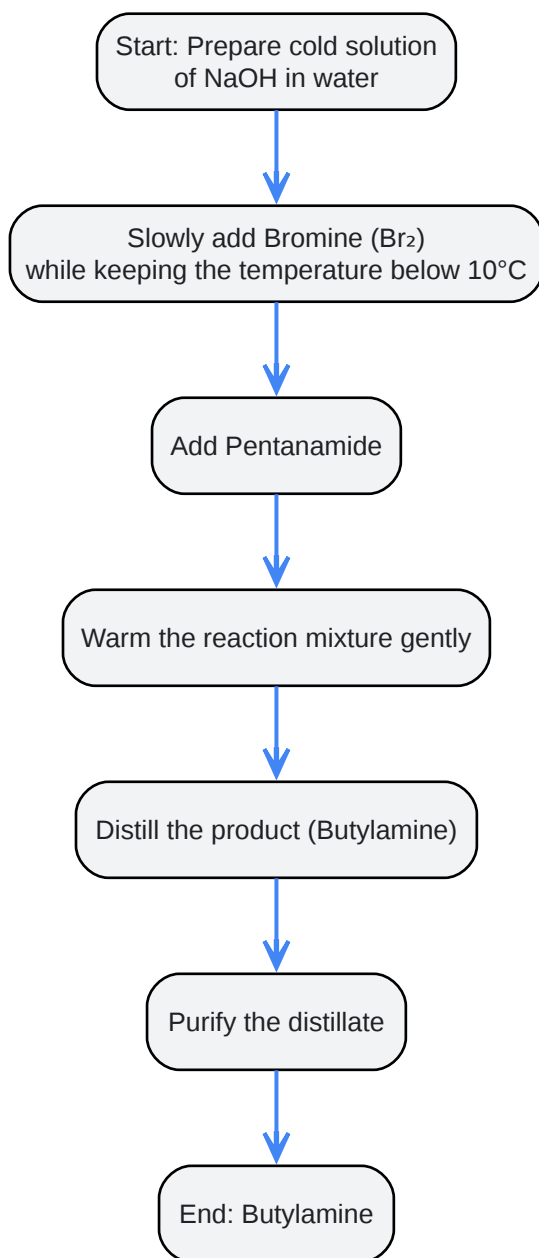 Start: Prepare cold solution
of NaOH in water
Slowly add Bromine (Br₂)
while keeping the temperature below 10°C
Add Pentanamide
Warm the reaction mixture gently
Distill the product (Butylamine)
Purify the distillate
End: Butylamine